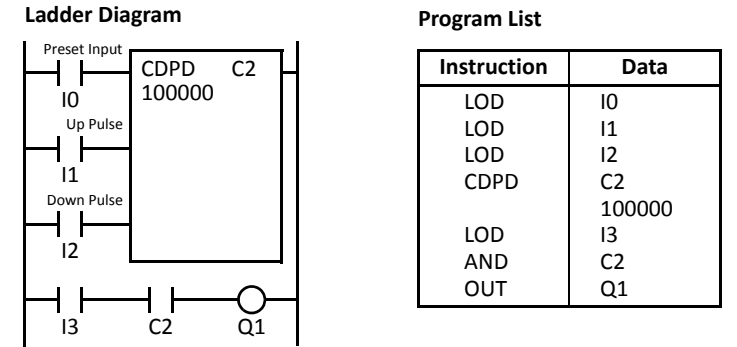 Ladder Diagram
Preset Input
I0
CDPD C2
100000
Up Pulse
I1
Down Pulse
I2
I3 C2 Q1
Program List
Instruction Data
LOD I0
LOD I1
LOD I2
CDPD C2
100000
LOD I3
AND C2
OUT Q1